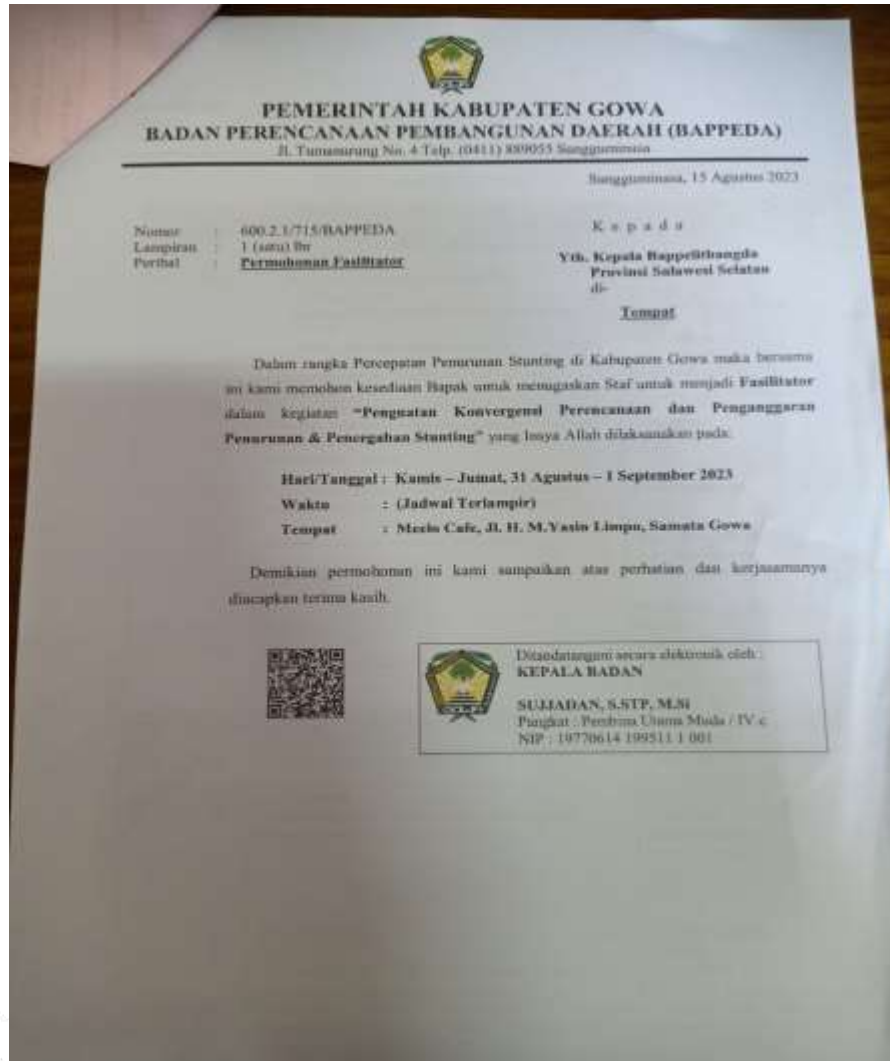 PEMERINTAH KABUPATEN GOWA
BADAN PERENCANAAN PEMBANGUNAN DAERAH (BAPPEDA)
Jl. Tumanurung No. 4 Telp. (0411) 889055 Sungguminasa
Sungguminasa, 15 Agustus 2023
Nomor : 600.2.1/715/BAPPEDA
Lampiran : 1 (satu) lbr
Perihal : Permohonan Fasilitator
K e p a d a
Yth. Kepala Bappelitbangda
Provinsi Sulawesi Selatan
di-
Tempat
Dalam rangka Percepatan Penurunan Stunting di Kabupaten Gowa maka bersama
ini kami memohon kesediaan Bapak untuk menugaskan Staf untuk menjadi Fasilitator
dalam kegiatan “Penguatan Konvergensi Perencanaan dan Penganggaran
Penurunan & Pencegahan Stunting” yang Insya Allah dilaksanakan pada:
Hari/Tanggal : Kamis – Jumat, 31 Agustus – 1 September 2023
Waktu : (Jadwal Terlampir)
Tempat : Cafe, Jl. H. M.Yasin Limpu, Samata Gowa
Demikian permohonan ini kami sampaikan atas perhatian dan kerjasamanya
diucapkan terima kasih.
Ditandatangani secara elektronik oleh :
KEPALA BADAN
SUJJADAN, S.STP, M.Si
Pangkat : Pembina Utama Muda / IV c
NIP : 19770614 199511 1 001